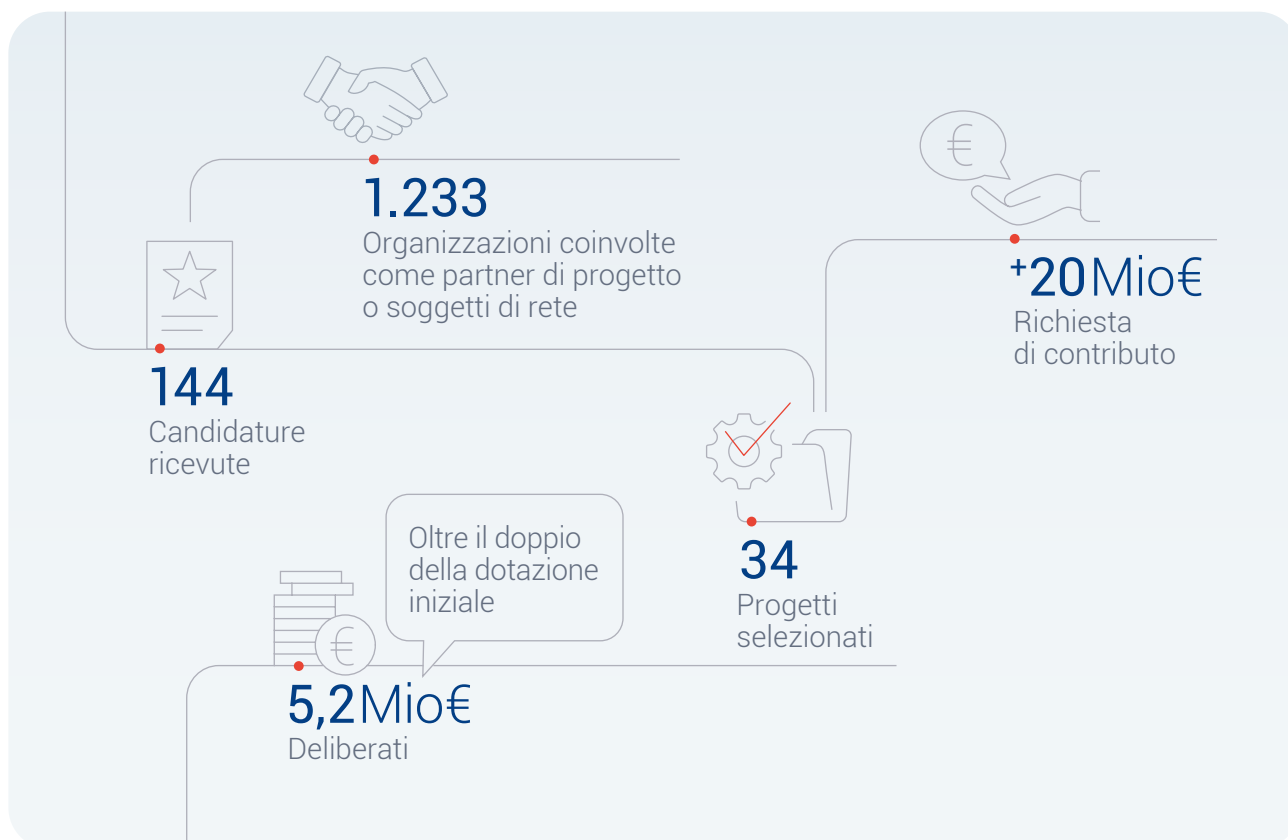 1.233
Organizzazioni coinvolte
come partner di progetto
o soggetti di rete
€
+20Mio€
Richiesta
di contributo
144
Candidature
ricevute
34
Progetti
selezionati
Oltre il doppio
della dotazione
iniziale
€
5,2Mio€
Deliberati